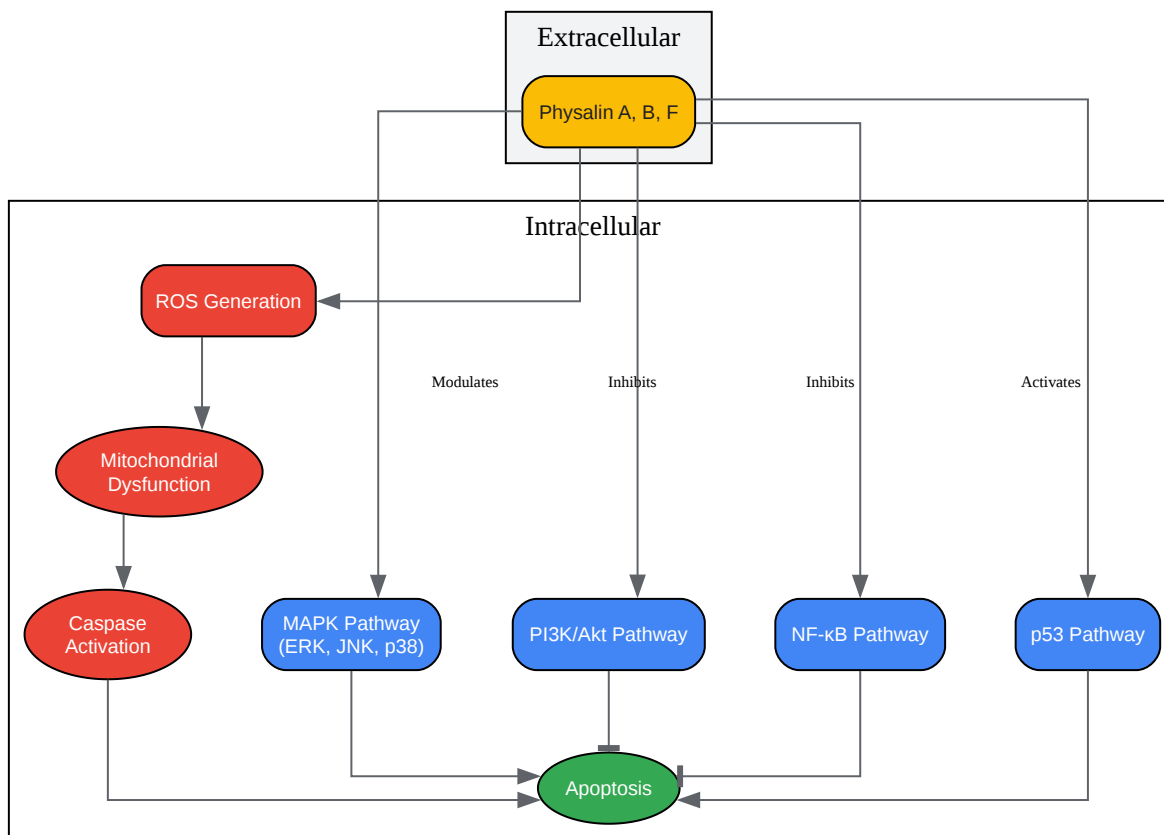 Extracellular
Physalin A, B, F
Intracellular
ROS Generation
Modulates
Inhibits
Inhibits
Activates
Mitochondrial
Dysfunction
Caspase
Activation
MAPK Pathway
(ERK, JNK, p38)
PI3K/Akt Pathway
NF-κB Pathway
p53 Pathway
Apoptosis